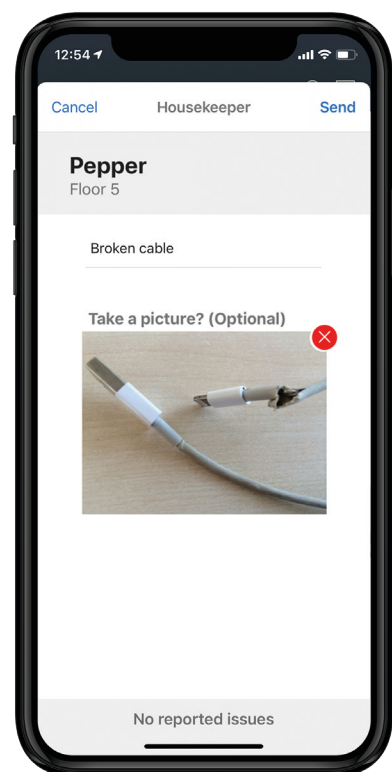 12:54
Cancel Housekeeper Send
Pepper
Floor 5
Broken cable
Take a picture? (Optional)
No reported issues